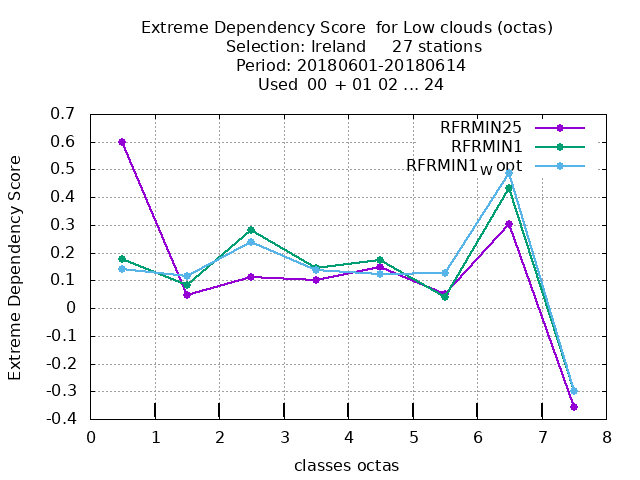 Extreme Dependency Score  for Low clouds (octas)
Selection: Ireland     27 stations
Period: 20180601-20180614
Used  00  + 01 02 ... 24
0.7
0.6
0.5
0.4
0.3
0.2
0.1
0
-0.1
-0.2
-0.3
-0.4
Extreme Dependency Score
RFRMIN25
RFRMIN1
RFRMIN1W opt
0 1 2 3 4 5 6 7 8
classes octas